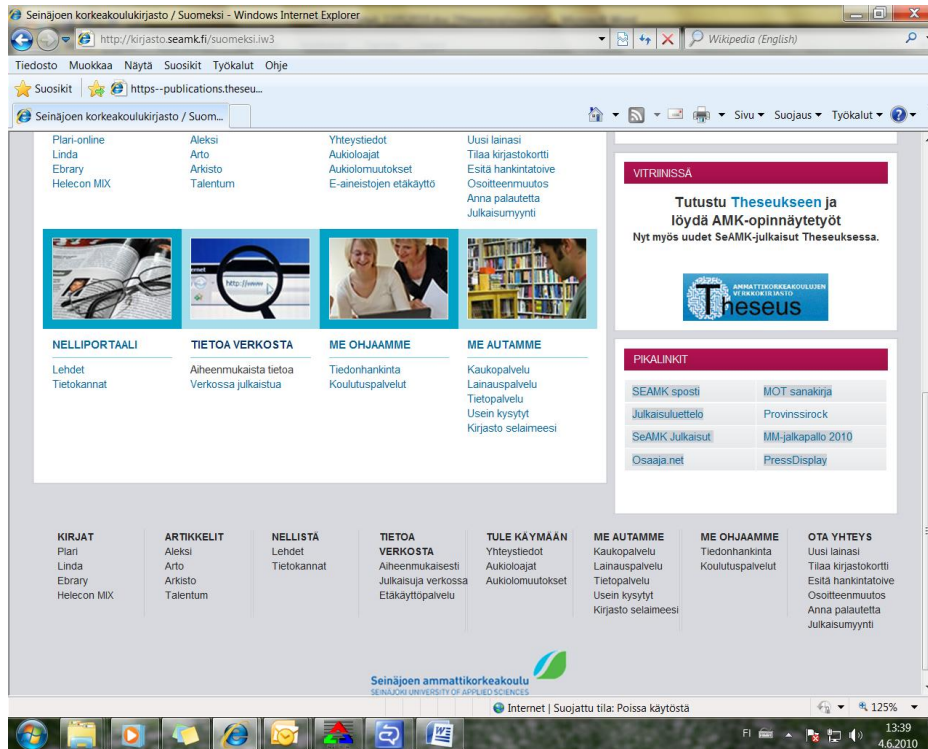 Seinäjoen korkeakoulukirjasto / Suomeksi - Windows Internet Explorer
http://kirjasto.seamk.fi/suomeksi.iw3
Wikipedia (English)
Tiedosto Muokkaa Näytä Suosikit Työkalut Ohje
Suosikit https--publications.theseu...
Seinäjoen korkeakoulukirjasto / Suom...
Sivu Suojaus Työkalut
Plari-online Aleksi Yhteystiedot Uusi lainasi
Linda Arto Aukioloajat Tilaa kirjastokortti
Ebrary Arkisto Aukiolomuutokset Esitä hankintatoive
Helecon MIX Talentum E-aineistojen etäkäyttö Osoitteenmuutos
Anna palautetta
Julkaisumyynti
http://www
NELLIPORTAALI TIETOA VERKOSTA ME OHJAAMME ME AUTAMME
Lehdet Aiheenmukaista tietoa Tiedonhankinta Kaukopalvelu
Tietokannat Verkossa julkaistua Koulutuspalvelut Lainauspalvelu
Tietopalvelu
Usein kysytyt
Kirjasto selaimeesi
VITRIINISSÄ
Tutustu Theseukseen ja
löydä AMK-opinnäytetyöt
Nyt myös uudet SeAMK-julkaisut Theseuksessa.
AMMATTIKORKEAKOULUJEN
VERKKOKIRJASTO
Theseus
PIKALINKIT
SEAMK sposti MOT sanakirja
Julkaisuluettelo Provinssirock
SeAMK Julkaisut MM-jalkapallo 2010
Osaaja.net PressDisplay
KIRJAT ARTIKKELIT NELLISTÄ TIETOA TULE KÄYMÄÄN ME AUTAMME ME OHJAAMME OTA YHTEYS
Plari Aleksi Lehdet VERKOSTA Yhteystiedot Kaukopalvelu Tiedonhankinta Uusi lainasi
Linda Arto Tietokannat Aiheenmukaisesti Aukioloajat Lainauspalvelu Koulutuspalvelut Tilaa kirjastokortti
Ebrary Arkisto Julkaisuja verkossa Aukiolomuutokset Tietopalvelu Esitä hankintatoive
Helecon MIX Talentum Etäkäyttöpalvelu Usein kysytyt Osoitteenmuutos
Kirjasto selaimeesi Anna palautetta
Julkaisumyynti
Seinäjoen ammattikorkeakoulu
SEINÄJOKI UNIVERSITY OF APPLIED SCIENCES
Internet | Suojattu tila: Poissa käytöstä 125%
FI 13:39
4.6.2010